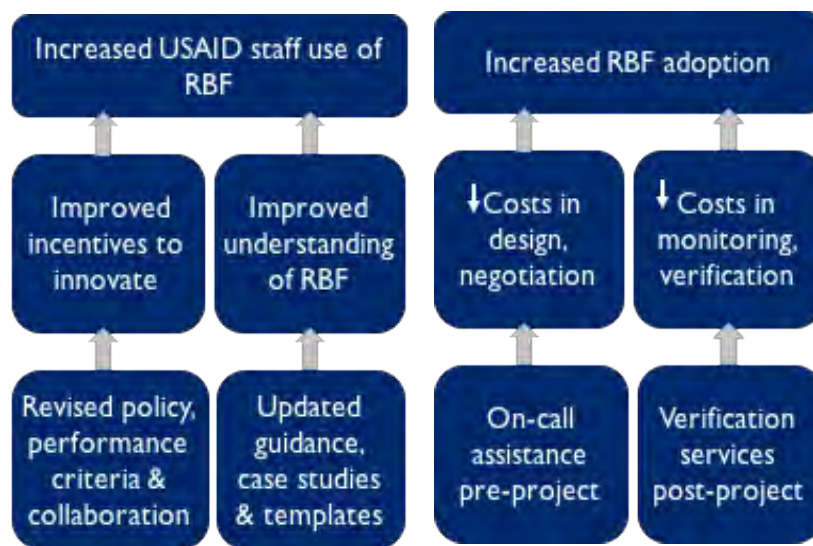 Increased USAID staff use of
RBF
Increased RBF adoption
Improved
incentives to
innovate
Improved
understanding
of RBF
↓Costs in
design,
negotiation
↓ Costs in
monitoring,
verification
Revised policy,
performance
criteria &
collaboration
Updated
guidance,
case studies
& templates
On-call
assistance
pre-project
Verification
services
post-project